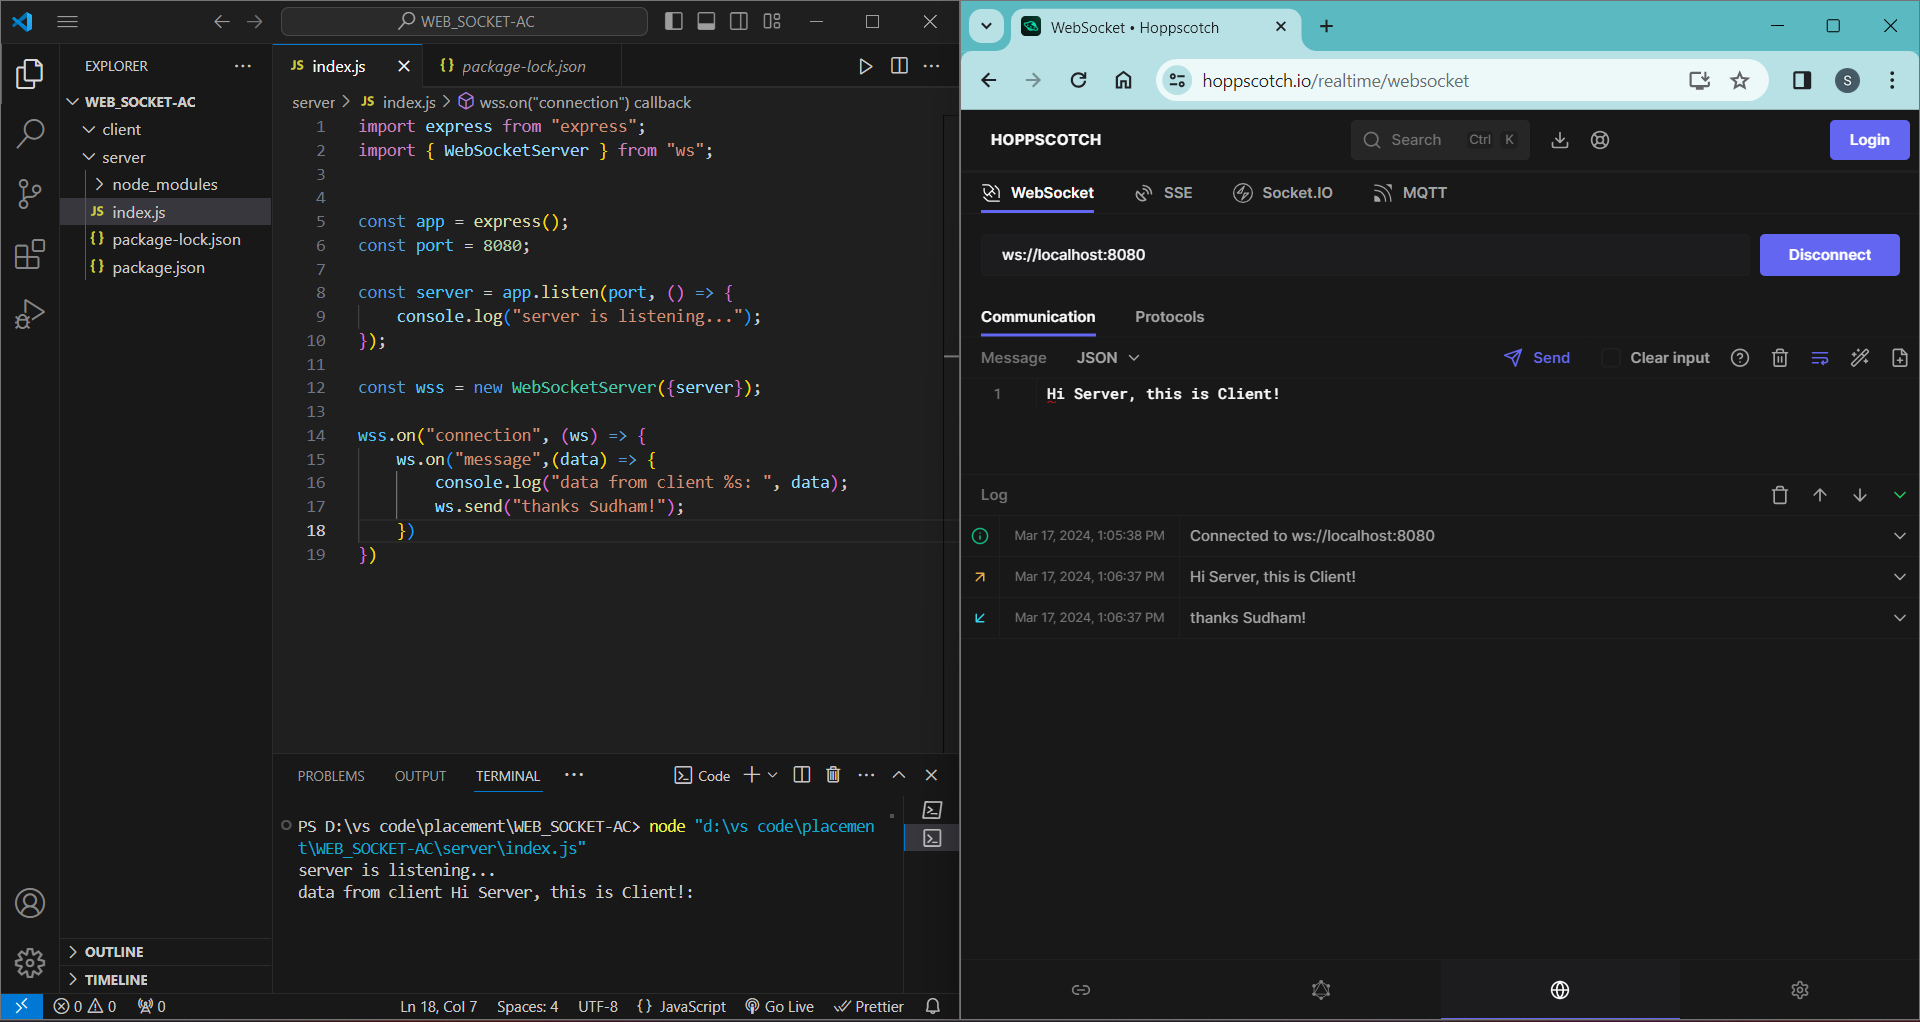 WEB_SOCKET-AC
EXPLORER
WEB_SOCKET-AC
client
server
node_modules
JS index.js
{} package-lock.json
{} package.json
OUTLINE
TIMELINE
JS index.js
{} package-lock.json
server > JS index.js > wss.on("connection") callback
1 import express from "express";
2 import { WebSocketServer } from "ws";
3
4
5 const app = express();
6 const port = 8080;
7
8 const server = app.listen(port, () => {
9 console.log("server is listening...");
10 });
11
12 const wss = new WebSocketServer({server});
13
14 wss.on("connection", (ws) => {
15 ws.on("message",(data) => {
16 console.log("data from client %s: ", data);
17 ws.send("thanks Sudham!");
18 })
19 })
PROBLEMS OUTPUT TERMINAL
Code
PS D:\vs code\placement\WEB_SOCKET-AC> node "d:\vs code\placemen
t\WEB_SOCKET-AC\server\index.js"
server is listening...
data from client Hi Server, this is Client!:
0 0 0 Ln 18, Col 7 Spaces: 4 UTF-8 {} JavaScript Go Live Prettier
WebSocket • Hoppscotch
hoppscotch.io/realtime/websocket
S
HOPPSCOTCH
Search Ctrl K
Login
WebSocket SSE Socket.IO MQTT
ws://localhost:8080
Disconnect
Communication Protocols
Message JSON Send Clear input
1 Hi Server, this is Client!
Log
Mar 17, 2024, 1:05:38 PM Connected to ws://localhost:8080
Mar 17, 2024, 1:06:37 PM Hi Server, this is Client!
Mar 17, 2024, 1:06:37 PM thanks Sudham!